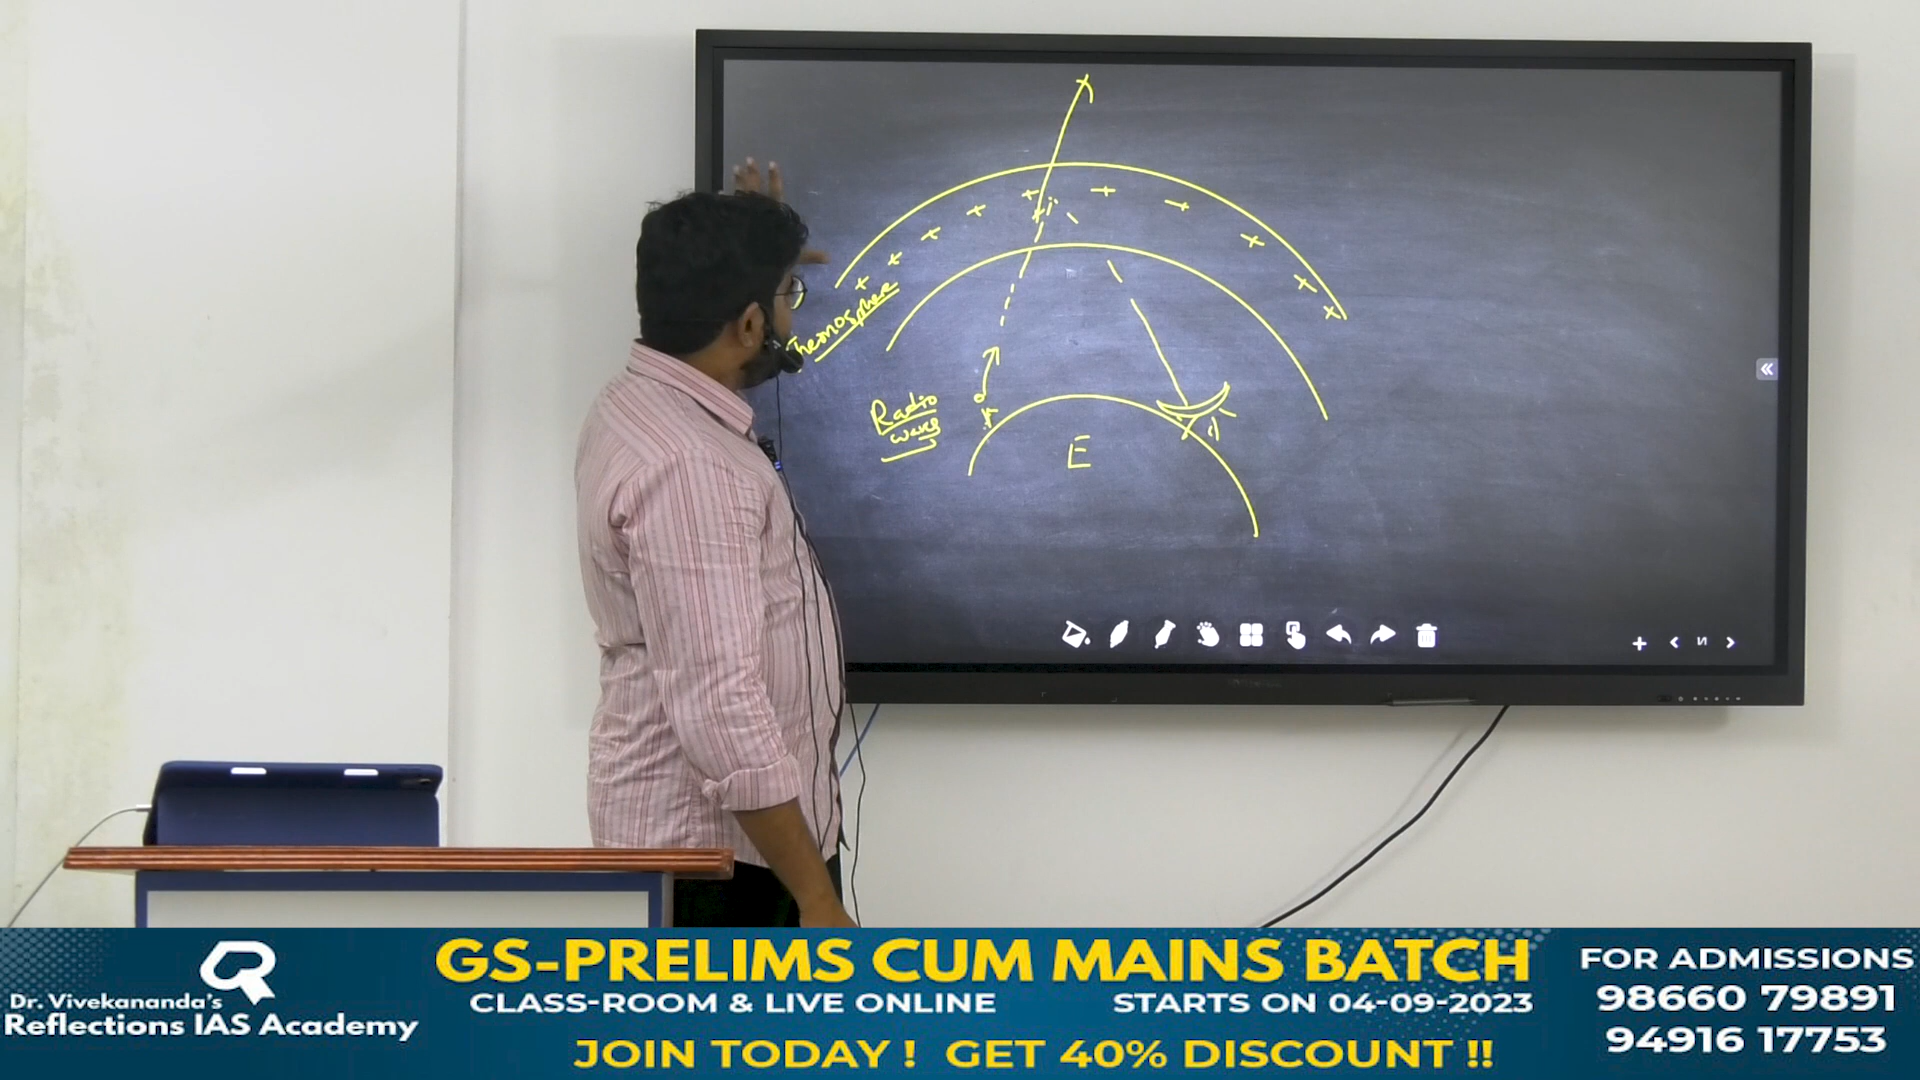 Thermosphere
Radio
waves
E
Dr. Vivekananda's
Reflections IAS Academy
GS-PRELIMS CUM MAINS BATCH
CLASS-ROOM & LIVE ONLINE
STARTS ON 04-09-2023
JOIN TODAY ! GET 40% DISCOUNT !!
FOR ADMISSIONS
98660 79891
94916 17753